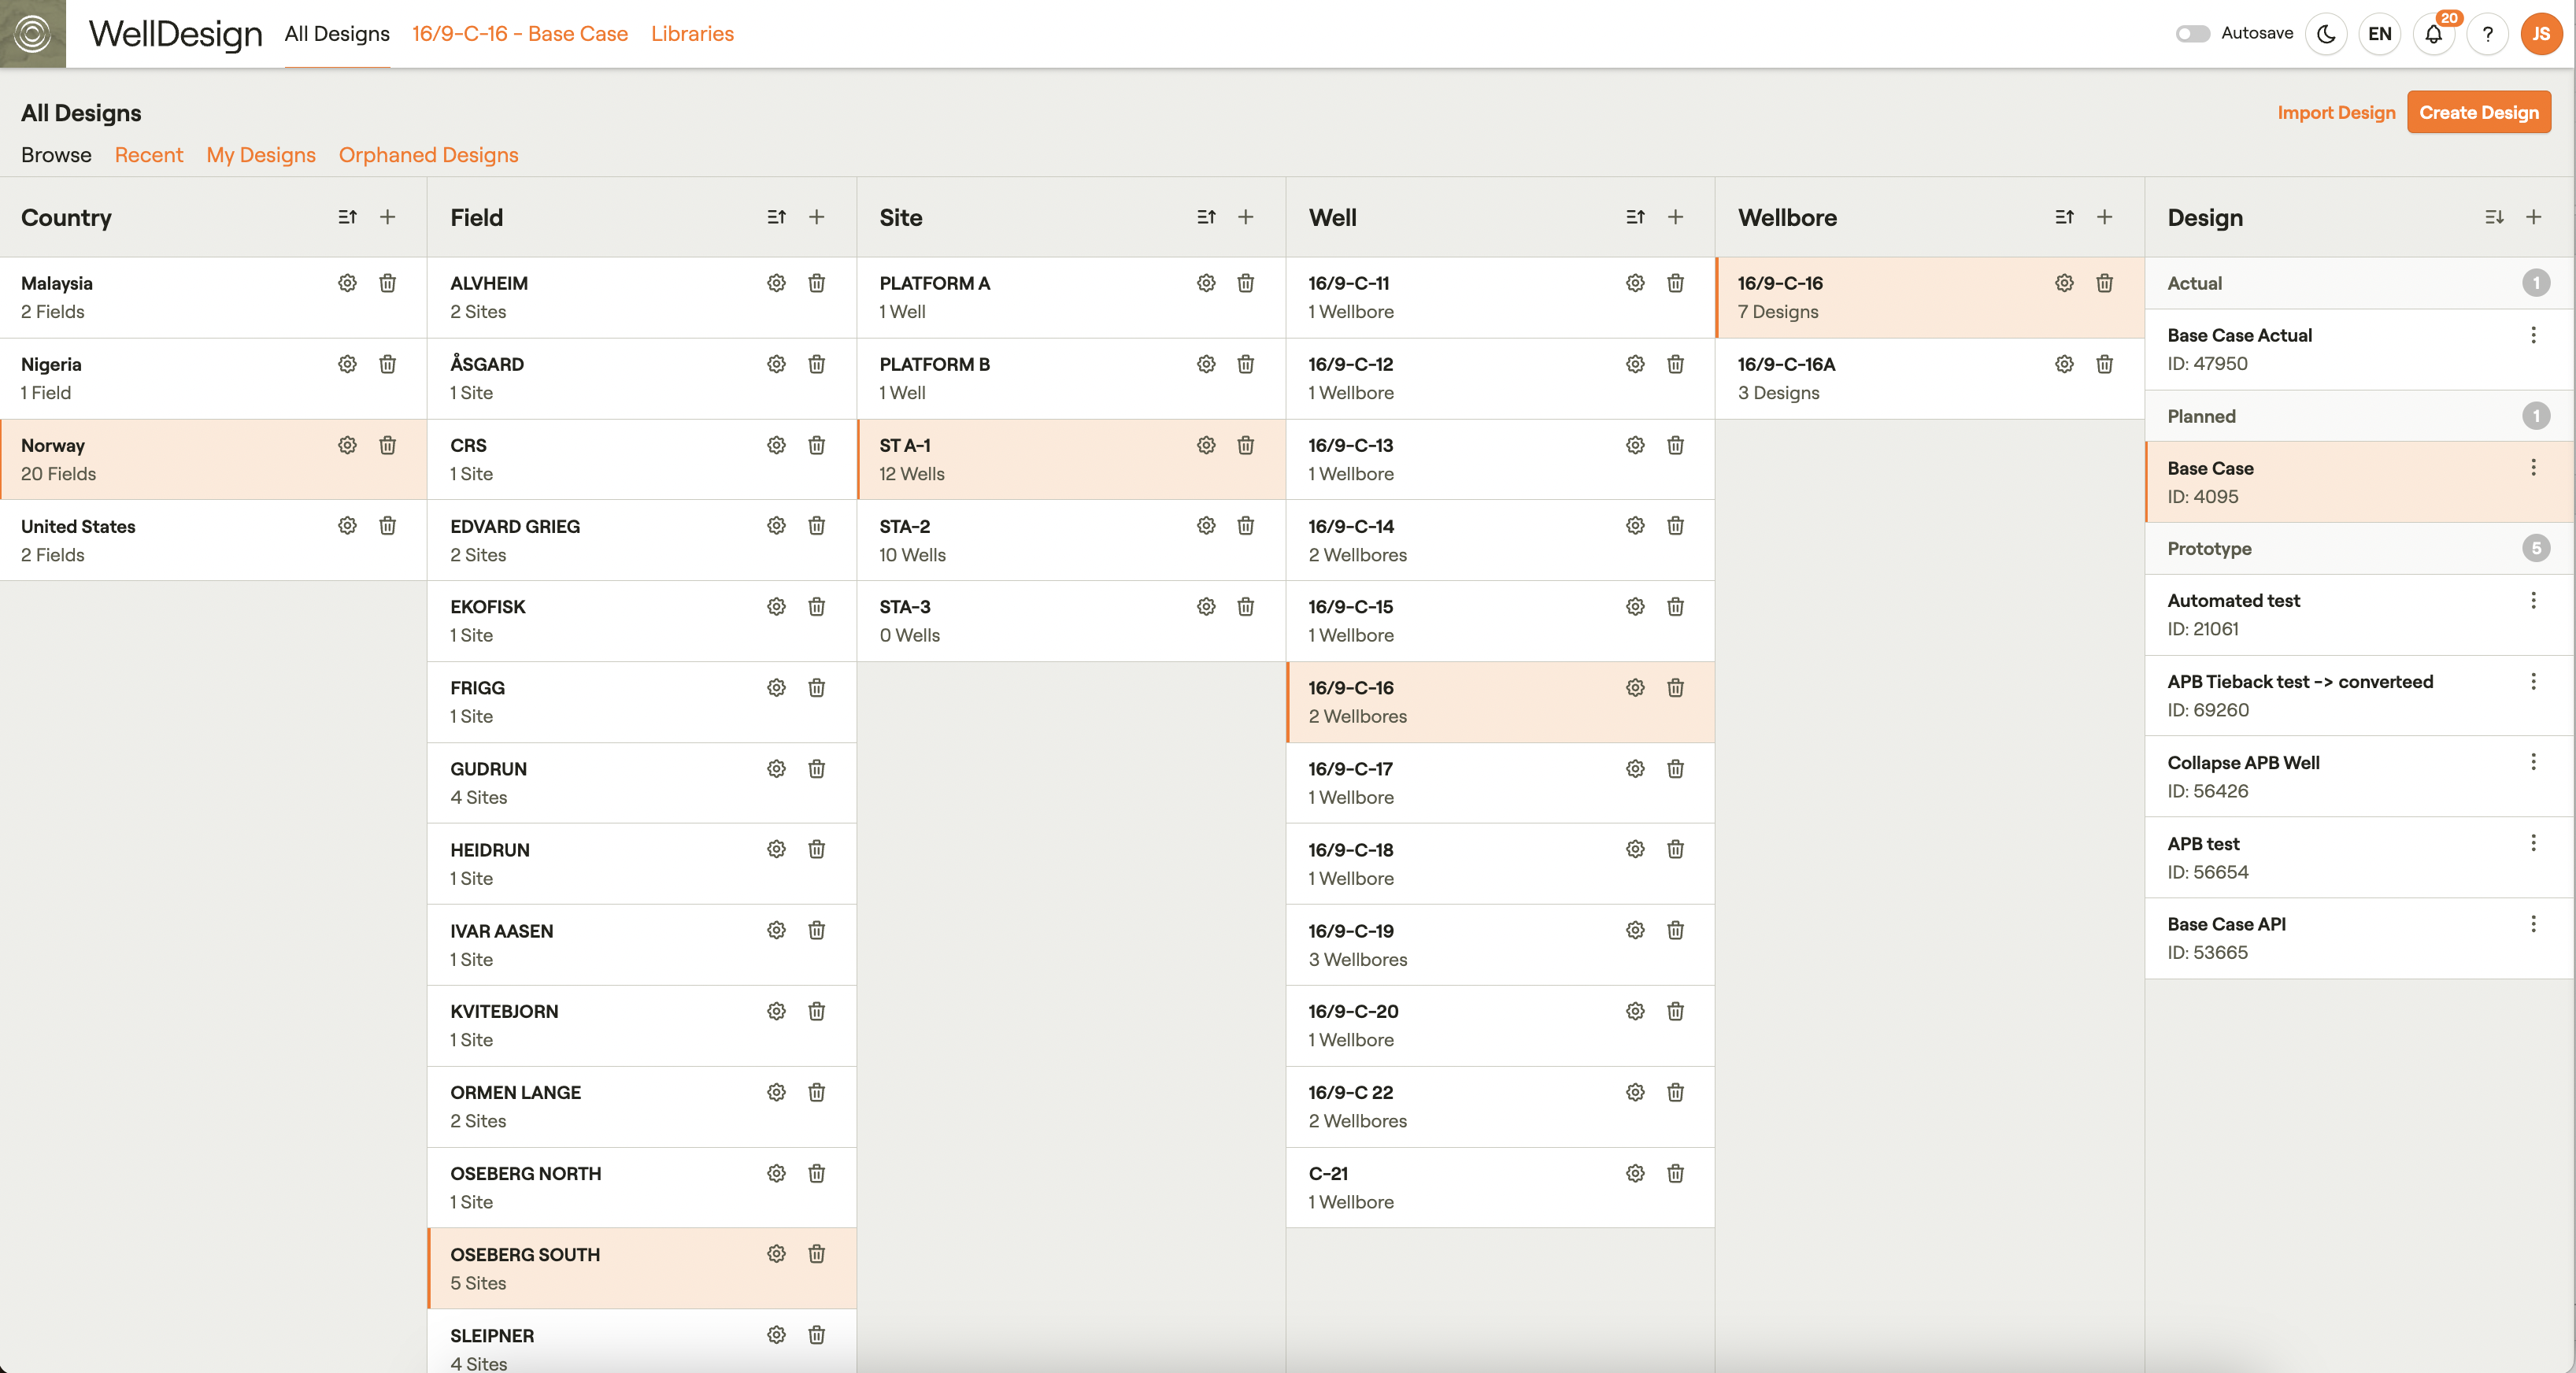 WellDesign All Designs 16/9-C-16 - Base Case Libraries Autosave EN 20 ? JS
All Designs Import Design Create Design
Browse Recent My Designs Orphaned Designs
Country
Malaysia
2 Fields
Nigeria
1 Field
Norway
20 Fields
United States
2 Fields
Field
ALVHEIM
2 Sites
ÅSGARD
1 Site
CRS
1 Site
EDVARD GRIEG
2 Sites
EKOFISK
1 Site
FRIGG
1 Site
GUDRUN
4 Sites
HEIDRUN
1 Site
IVAR AASEN
1 Site
KVITEBJORN
1 Site
ORMEN LANGE
2 Sites
OSEBERG NORTH
1 Site
OSEBERG SOUTH
5 Sites
SLEIPNER
4 Sites
Site
PLATFORM A
1 Well
PLATFORM B
1 Well
ST A-1
12 Wells
STA-2
10 Wells
STA-3
0 Wells
Well
16/9-C-11
1 Wellbore
16/9-C-12
1 Wellbore
16/9-C-13
1 Wellbore
16/9-C-14
2 Wellbores
16/9-C-15
1 Wellbore
16/9-C-16
2 Wellbores
16/9-C-17
1 Wellbore
16/9-C-18
1 Wellbore
16/9-C-19
3 Wellbores
16/9-C-20
1 Wellbore
16/9-C 22
2 Wellbores
C-21
1 Wellbore
Wellbore
16/9-C-16
7 Designs
16/9-C-16A
3 Designs
Design
Actual 1
Base Case Actual
ID: 47950
Planned 1
Base Case
ID: 4095
Prototype 5
Automated test
ID: 21061
APB Tieback test -> converteed
ID: 69260
Collapse APB Well
ID: 56426
APB test
ID: 56654
Base Case API
ID: 53665